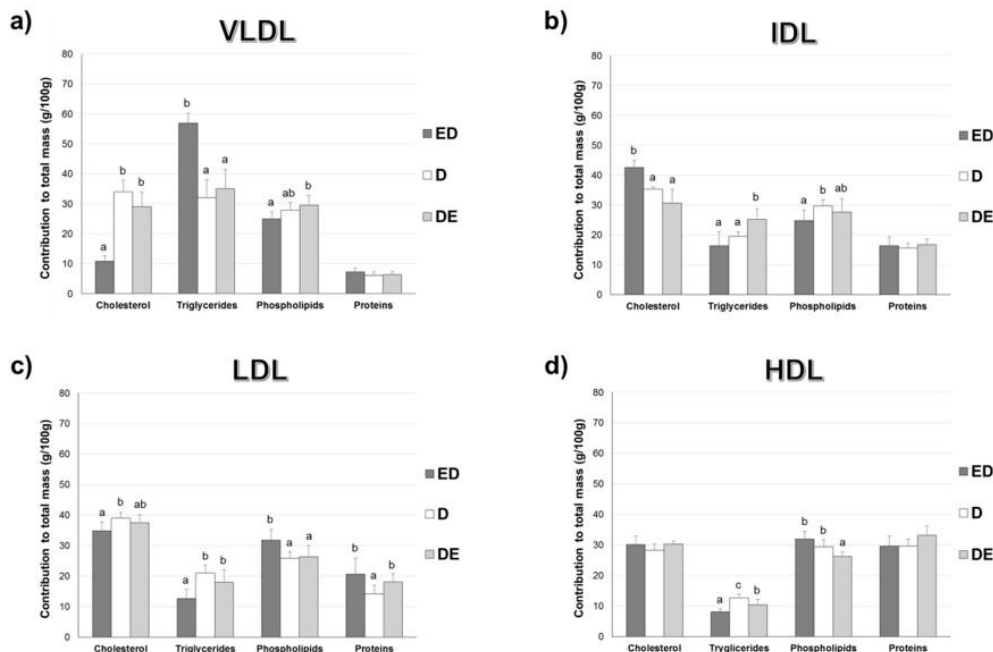 a)
VLDL
Contribution to total mass (g/100g)
80
70
60
50
40
30
20
10
0
a
b
b
b
a
a
a
ab
b
Cholesterol
Triglycerides
Phospholipids
Proteins
ED
D
DE
b)
IDL
Contribution to total mass (g/100g)
80
70
60
50
40
30
20
10
0
b
a
a
a
a
b
a
b
ab
Cholesterol
Triglycerides
Phospholipids
Proteins
ED
D
DE
c)
LDL
Contribution to total mass (g/100g)
80
70
60
50
40
30
20
10
0
a
b
ab
a
b
b
b
a
a
b
a
b
Cholesterol
Triglycerides
Phospholipids
Proteins
ED
D
DE
d)
HDL
Contribution to total mass (g/100g)
80
70
60
50
40
30
20
10
0
a
c
b
b
b
a
Cholesterol
Tryglicerides
Phospholipids
Proteins
ED
D
DE